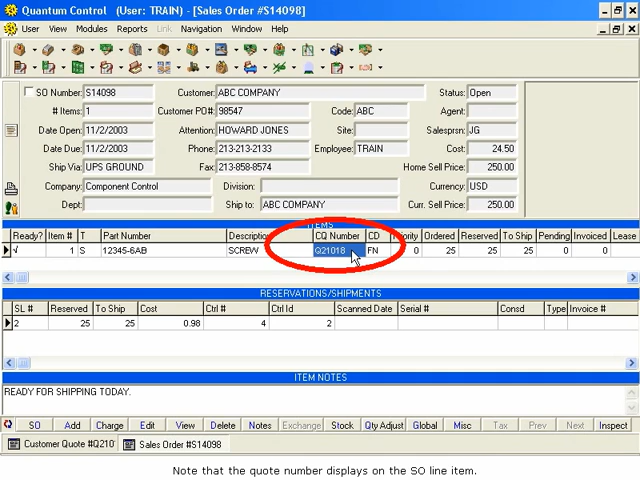 Quantum Control (User: TRAIN) - [Sales Order #S14098]
User View Modules Reports Link Navigation Window Help
SO Number: S14098 Customer: ABC COMPANY Status: Open
# Items: 1 Customer PO#: 98547 Code: ABC Agent:
Date Open: 11/2/2003 Attention: HOWARD JONES Site: Salesprsn: JG
Date Due: 11/2/2003 Phone: 213-213-2133 Employee: TRAIN Cost: 24.50
Ship Via: UPS GROUND Fax: 213-858-8574 Home Sell Price: 250.00
Company: Component Control Division: Currency: USD
Dept: Ship to: ABC COMPANY Curr. Sell Price: 250.00
ITEMS
Ready? Item # T Part Number Description CQ Number CD Priority Ordered Reserved To Ship Pending Invoiced Lease
√ 1 S 12345-6AB SCREW Q21018 FN 0 25 25 25 0 0
RESERVATIONS/SHIPMENTS
SL # Reserved To Ship Cost Ctrl # Ctrl Id Scanned Date Serial # Consd Type Invoice #
2 25 25 0.98 4 2
ITEM NOTES
READY FOR SHIPPING TODAY.
SO Add Charge Edit View Delete Notes Exchange Stock Qty Adjust Global Misc Tax Prev Next Inspect
Customer Quote #Q210 Sales Order #S14098
Note that the quote number displays on the SO line item.